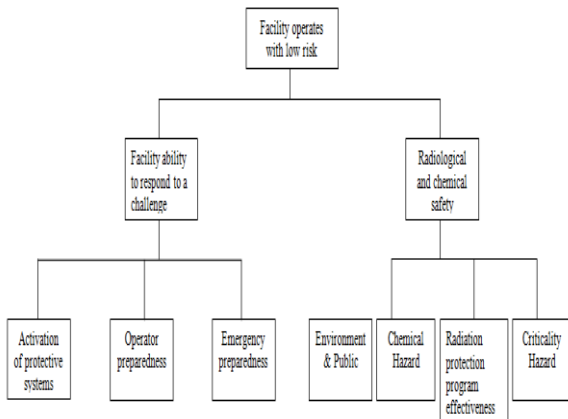 Facility operates
with low risk
Facility ability
to respond to a
challenge
Radiological
and chemical
safety
Activation
of protective
systems
Operator
preparedness
Emergency
preparedness
Environment
& Public
Chemical
Hazard
Radiation
protection
program
effectiveness
Criticality
Hazard